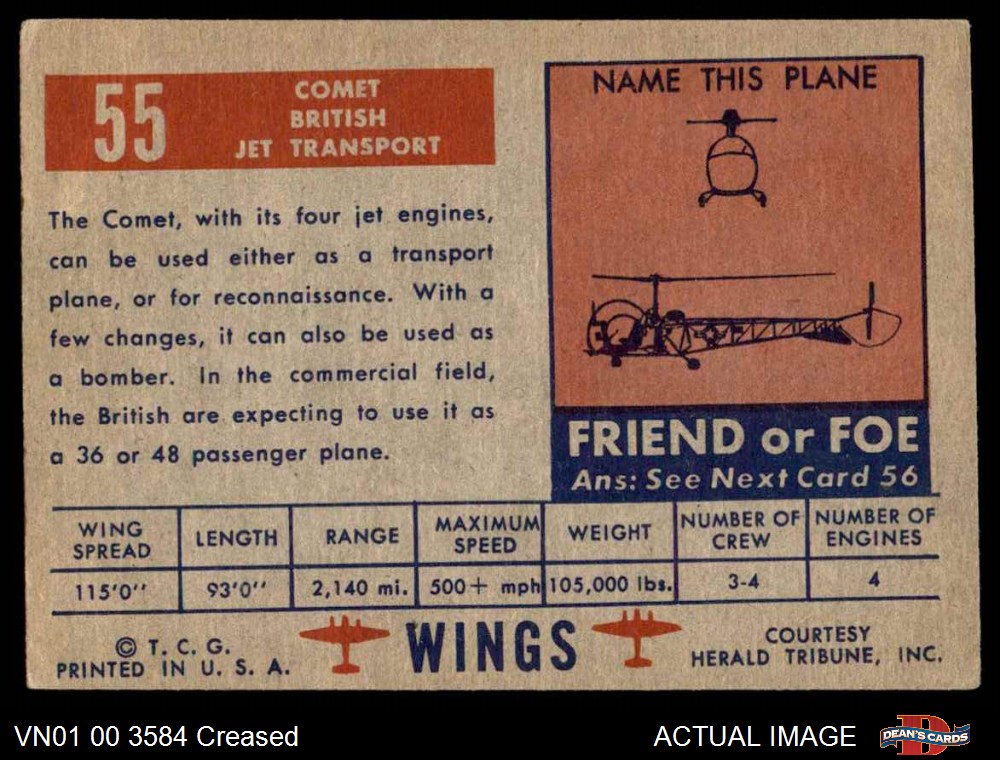 55
COMET
BRITISH
JET TRANSPORT
The Comet, with its four jet engines,
can be used either as a transport
plane, or for reconnaissance. With a
few changes, it can also be used as
a bomber. In the commercial field,
the British are expecting to use it as
a 36 or 48 passenger plane.
NAME THIS PLANE
FRIEND or FOE
Ans: See Next Card 56
WING SPREAD LENGTH RANGE MAXIMUM SPEED WEIGHT NUMBER OF CREW NUMBER OF ENGINES
115'0'' 93'0'' 2,140 mi. 500+ mph 105,000 lbs. 3-4 4
© T. C. G.
PRINTED IN U. S. A.
WINGS
COURTESY
HERALD TRIBUNE, INC.
VN01 00 3584 Creased
ACTUAL IMAGE
D
DEAN'S CARDS